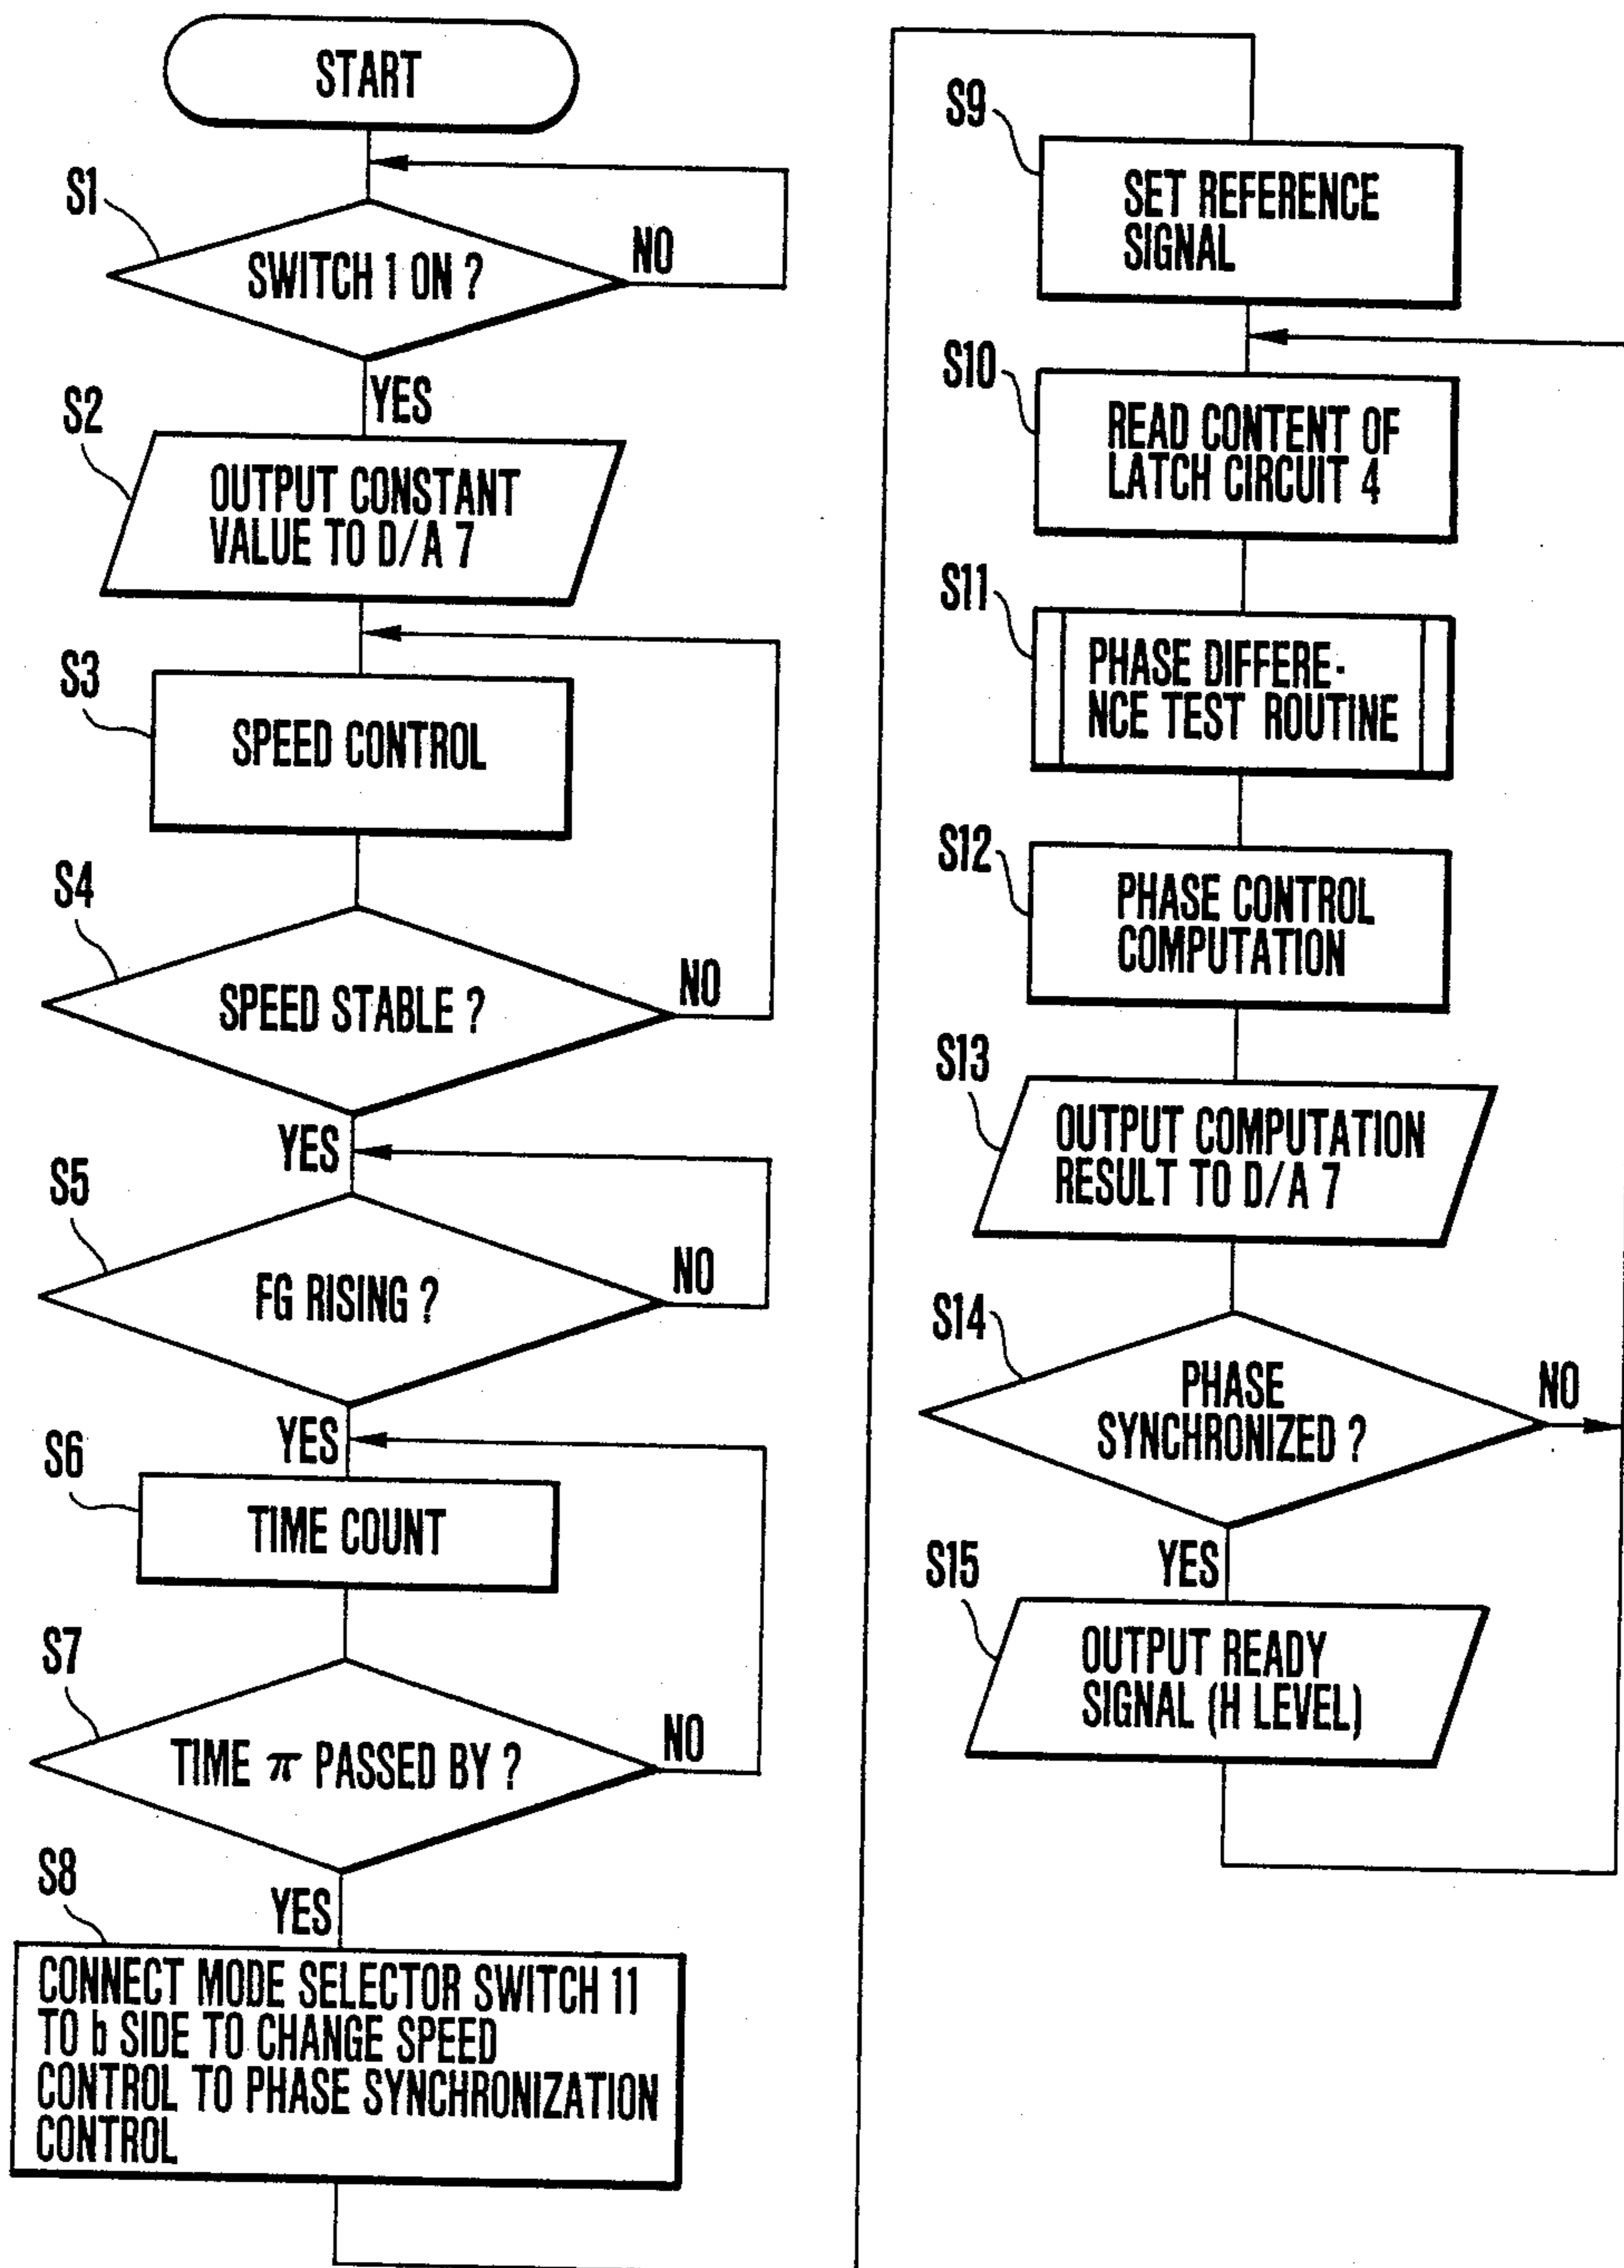 START
S1
SWITCH 1 ON ?
NO
YES
S2
OUTPUT CONSTANT
VALUE TO D/A 7
S3
SPEED CONTROL
S4
SPEED STABLE ?
NO
YES
S5
FG RISING ?
NO
YES
S6
TIME COUNT
S7
TIME π PASSED BY ?
NO
YES
S8
CONNECT MODE SELECTOR SWITCH 11
TO b SIDE TO CHANGE SPEED
CONTROL TO PHASE SYNCHRONIZATION
CONTROL
S9
SET REFERENCE
SIGNAL
S10
READ CONTENT OF
LATCH CIRCUIT 4
S11
PHASE DIFFERE-
NCE TEST ROUTINE
S12
PHASE CONTROL
COMPUTATION
S13
OUTPUT COMPUTATION
RESULT TO D/A 7
S14
PHASE
SYNCHRONIZED ?
NO
YES
S15
OUTPUT READY
SIGNAL (H LEVEL)